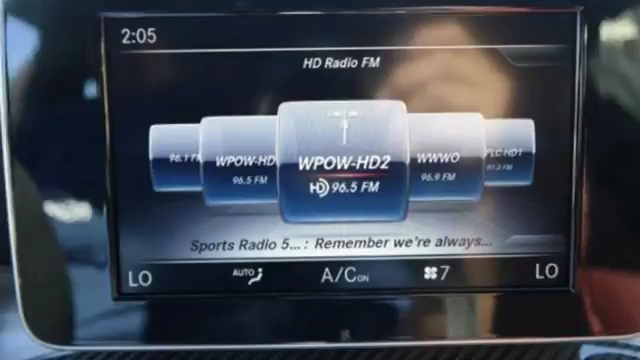 2:05
HD Radio FM
96.1 WPOW-HD WPOW-HD2 WWWO TLC-HD1
96.5 FM HD 96.5 FM 96.9 FM 97.3 FM
Sports Radio 5...: Remember we're always...
LO AUTO A/C ON 7 LO